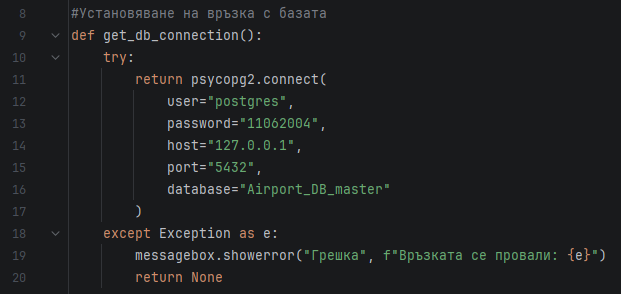 8 #Установяване на връзка с базата
9 def get_db_connection():
10 try:
11 return psycopg2.connect(
12 user="postgres",
13 password="11062004",
14 host="127.0.0.1",
15 port="5432",
16 database="Airport_DB_master"
17 )
18 except Exception as e:
19 messagebox.showerror("Грешка", f"Връзката се провали: {e}")
20 return None